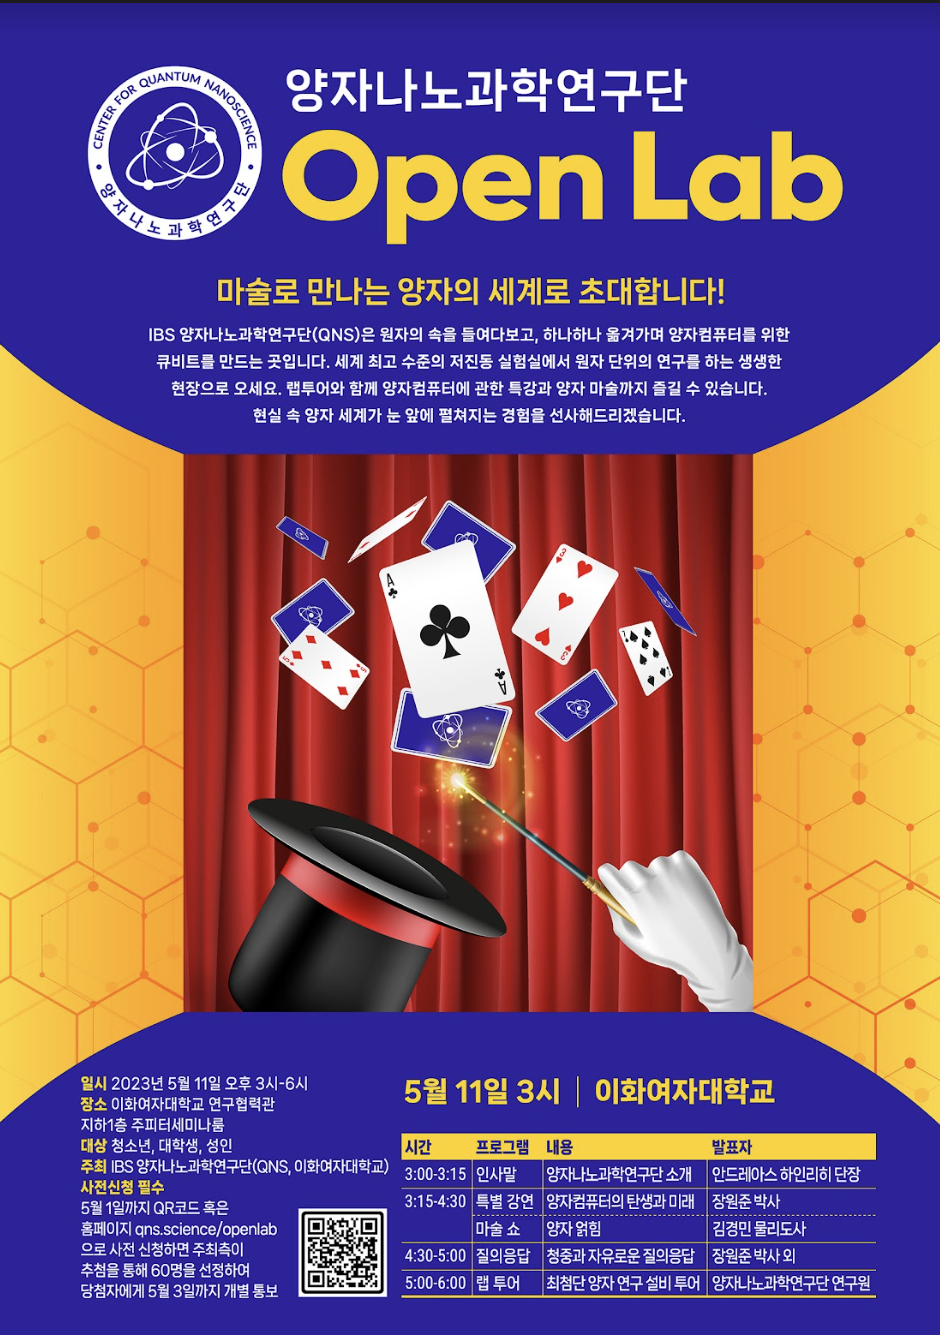 CENTER FOR QUANTUM NANOSCIENCE
양자나노과학연구단
양자나노과학연구단
Open Lab
마술로 만나는 양자의 세계로 초대합니다!
IBS 양자나노과학연구단(QNS)은 원자의 속을 들여다보고, 하나하나 옮겨가며 양자컴퓨터를 위한
큐비트를 만드는 곳입니다. 세계 최고 수준의 저진동 실험실에서 원자 단위의 연구를 하는 생생한
현장으로 오세요. 랩투어와 함께 양자컴퓨터에 관한 특강과 양자 마술까지 즐길 수 있습니다.
현실 속 양자 세계가 눈 앞에 펼쳐지는 경험을 선사해드리겠습니다.
A
A
3
3
5
5
7
일시 2023년 5월 11일 오후 3시-6시
장소 이화여자대학교 연구협력관
지하1층 주피터세미나룸
대상 청소년, 대학생, 성인
주최 IBS 양자나노과학연구단(QNS, 이화여자대학교)
사전신청 필수
5월 1일까지 QR코드 혹은
홈페이지 qns.science/openlab
으로 사전 신청하면 주최측이
추첨을 통해 60명을 선정하여
당첨자에게 5월 3일까지 개별 통보
5월 11일 3시 | 이화여자대학교
시간 프로그램 내용 발표자
3:00-3:15 인사말 양자나노과학연구단 소개 안드레아스 하인리히 단장
3:15-4:30 특별 강연 양자컴퓨터의 탄생과 미래 장원준 박사
마술 쇼 양자 얽힘 김경민 물리도사
4:30-5:00 질의응답 청중과 자유로운 질의응답 장원준 박사 외
5:00-6:00 랩 투어 최첨단 양자 연구 설비 투어 양자나노과학연구단 연구원